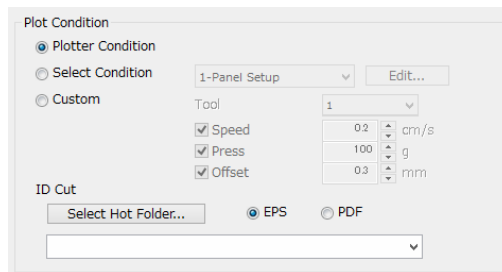 Plot Condition
Plotter Condition
Select Condition 1-Panel Setup Edit...
Custom Tool 1
Speed 0.2 cm/s
Press 100 g
Offset 0.3 mm
ID Cut
Select Hot Folder... EPS PDF